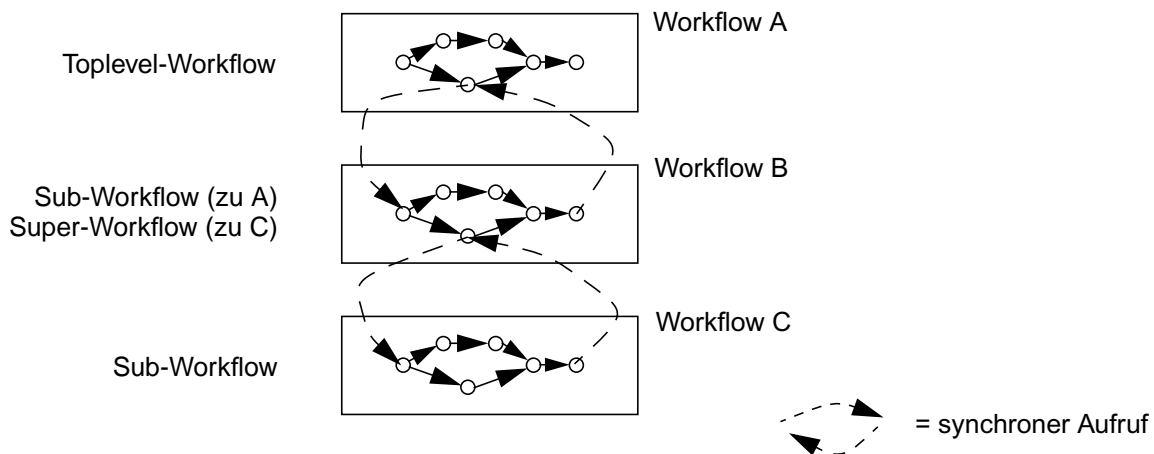 Workflow A
Toplevel-Workflow
Workflow B
Sub-Workflow (zu A)
Super-Workflow (zu C)
Workflow C
Sub-Workflow
= synchroner Aufruf